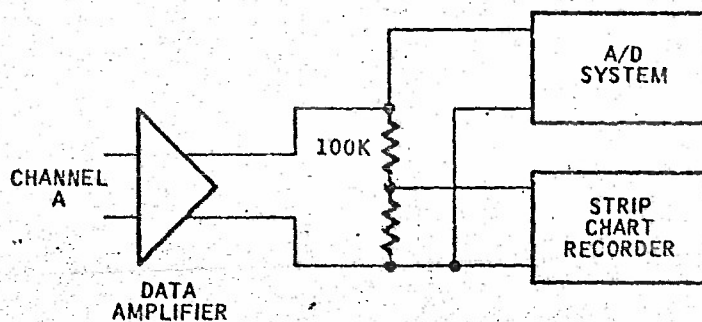 A/D
SYSTEM
100K
CHANNEL
A
STRIP
CHART
RECORDER
DATA
AMPLIFIER